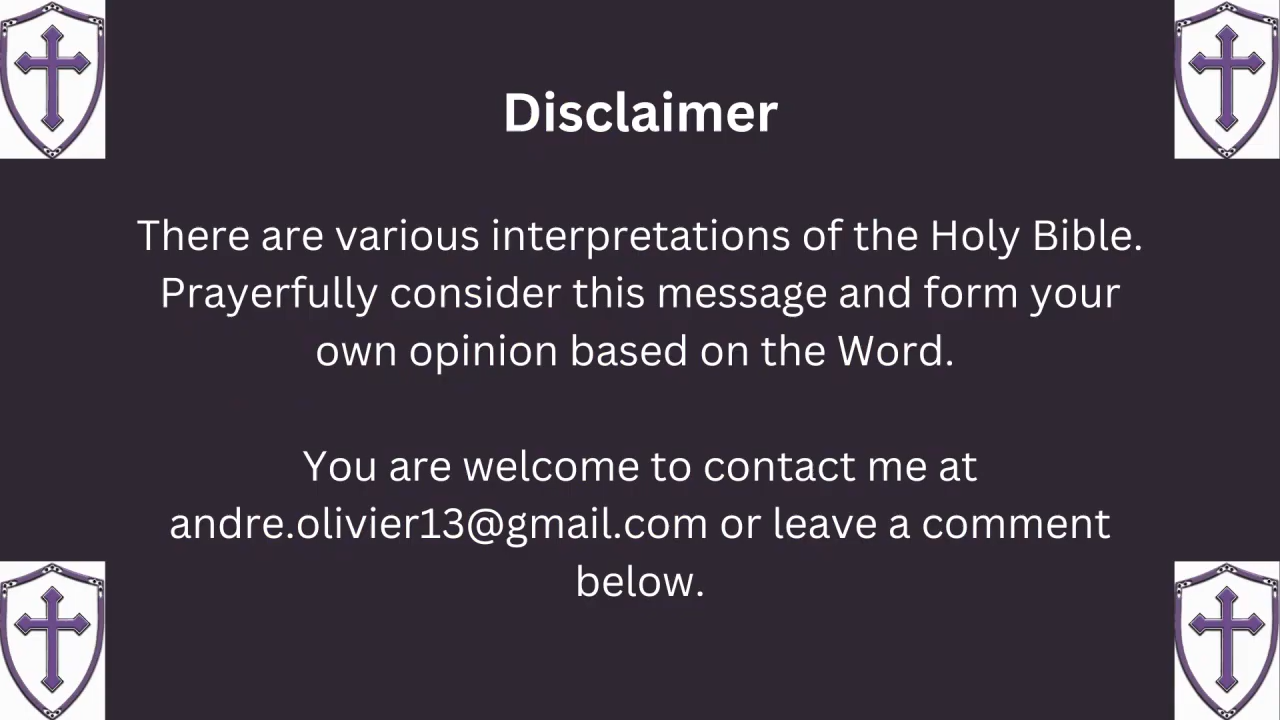 Disclaimer
There are various interpretations of the Holy Bible.
Prayerfully consider this message and form your
own opinion based on the Word.
You are welcome to contact me at
andre.olivier13@gmail.com or leave a comment
below.